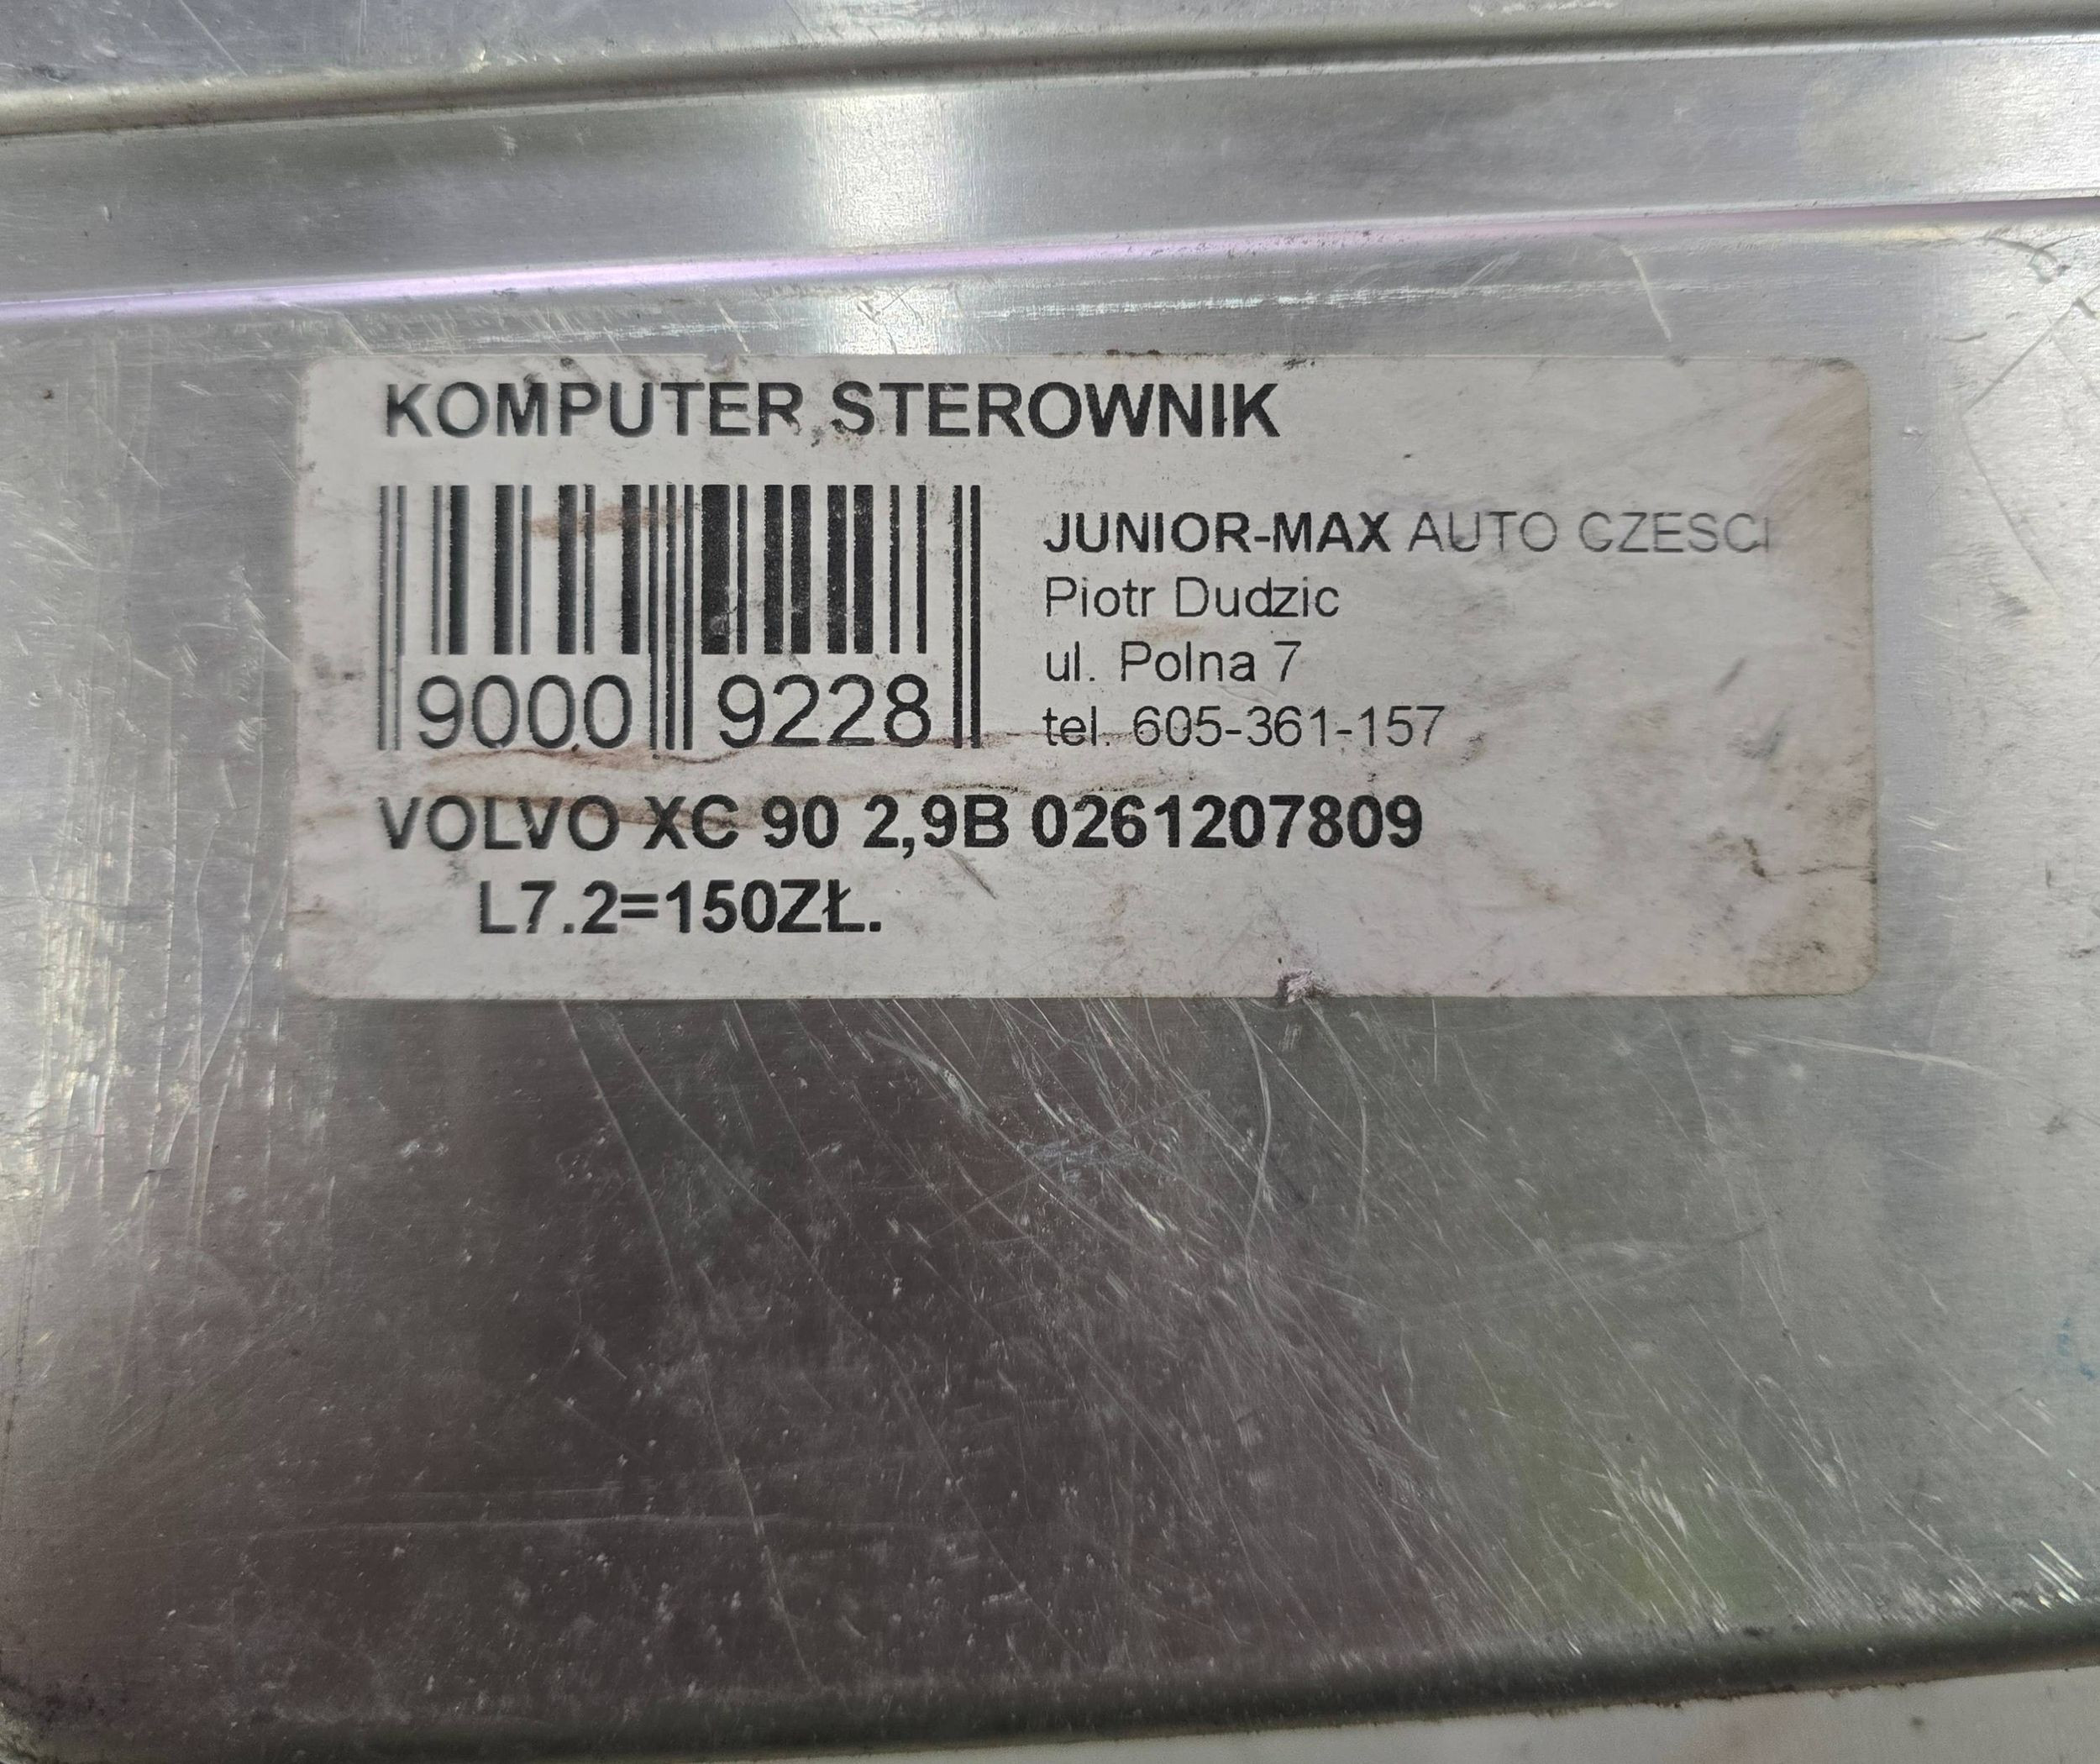 KOMPUTER STEROWNIK
JUNIOR-MAX AUTO CZESCI
Piotr Dudzic
ul. Polna 7
tel. 605-361-157
9000 9228
VOLVO XC 90 2,9B 0261207809
L7.2=150ZŁ.